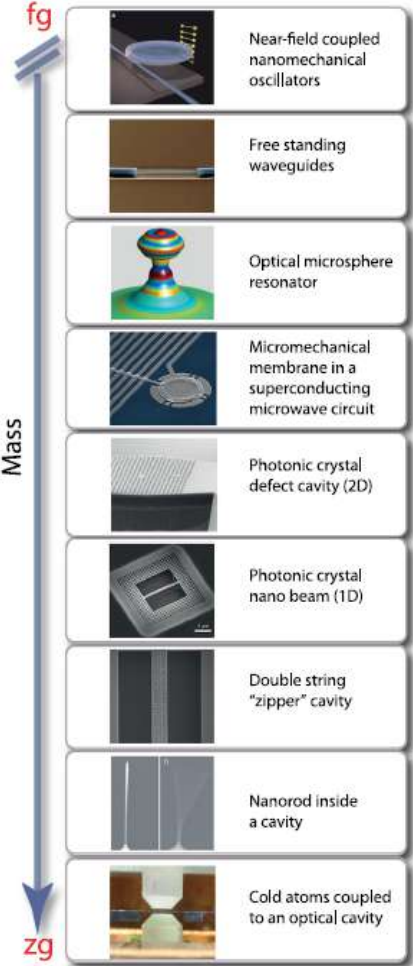 fg
Near-field coupled
nanomechanical
oscillators
Free standing
waveguides
Optical microsphere
resonator
Micromechanical
membrane in a
superconducting
microwave circuit
Mass
Photonic crystal
defect cavity (2D)
Photonic crystal
nano beam (1D)
Double string
"zipper" cavity
Nanorod inside
a cavity
Cold atoms coupled
to an optical cavity
zg